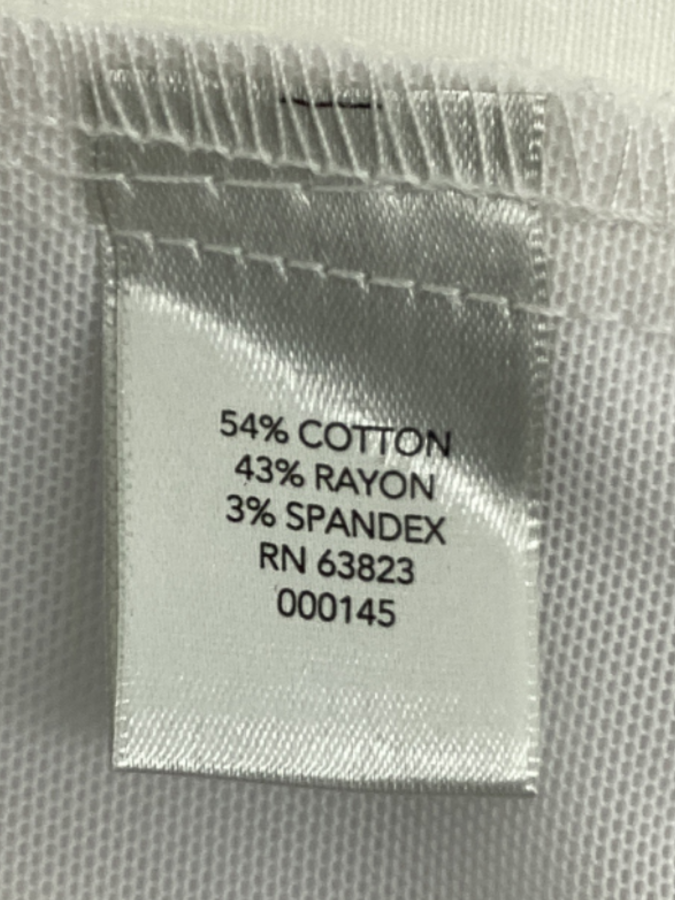 54% COTTON
43% RAYON
3% SPANDEX
RN 63823
000145